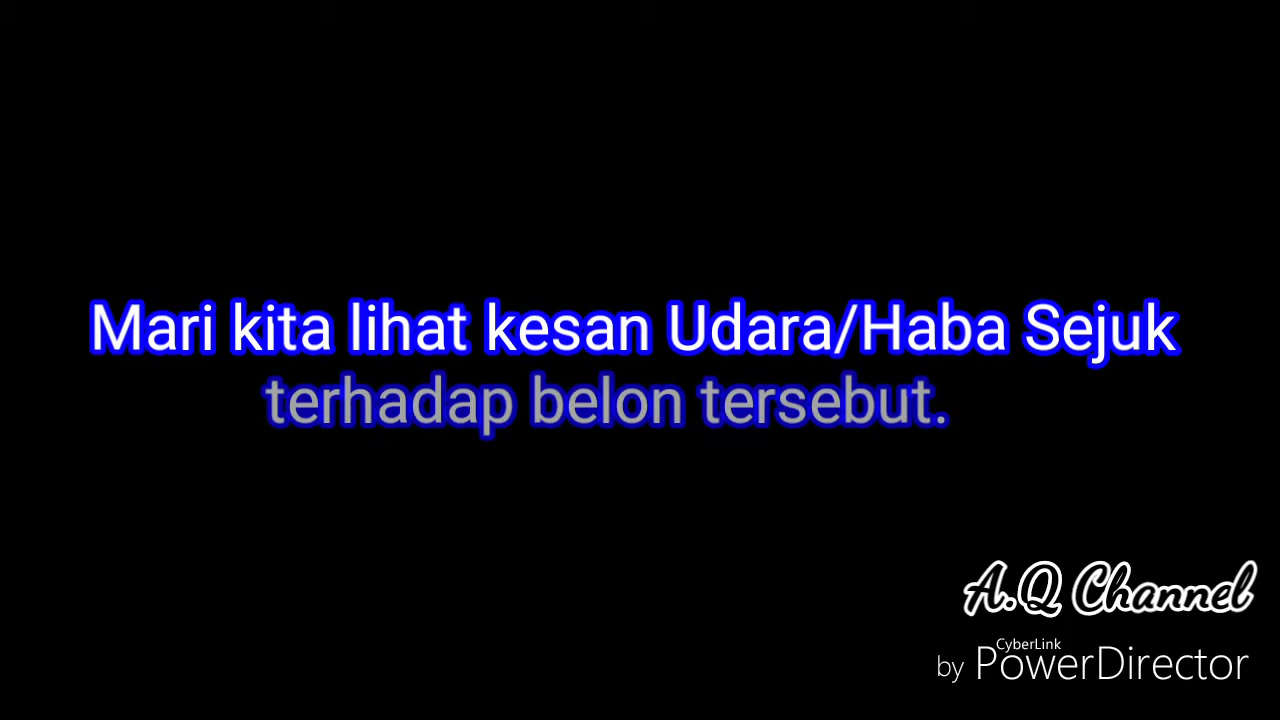 Mari kita lihat kesan Udara/Haba Sejuk
terhadap belon tersebut.
A.Q Channel
CyberLink
by PowerDirector